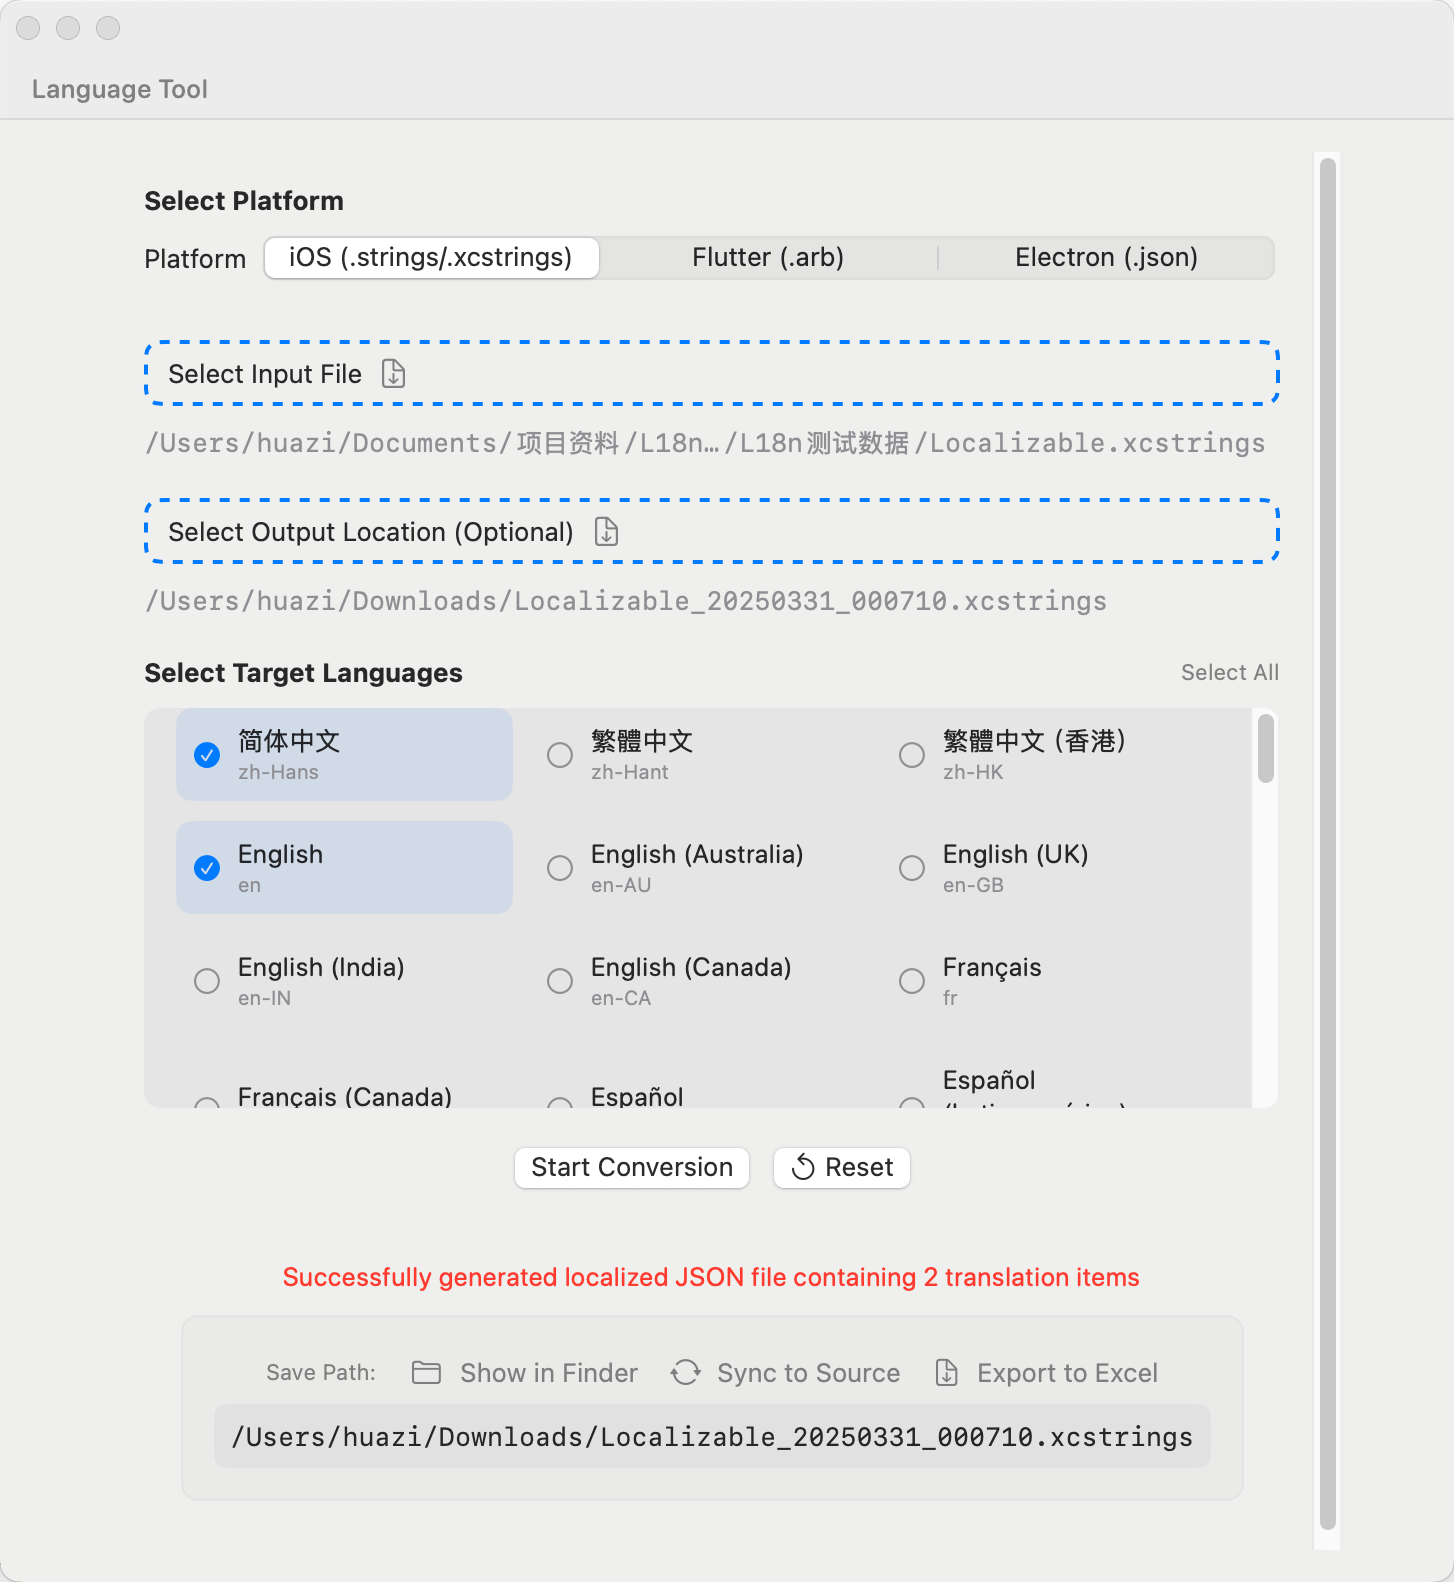 Language Tool
Select Platform
Platform iOS (.strings/.xcstrings) Flutter (.arb) Electron (.json)
Select Input File
/Users/huazi/Documents/项目资料/L18n…/L18n测试数据/Localizable.xcstrings
Select Output Location (Optional)
/Users/huazi/Downloads/Localizable_20250331_000710.xcstrings
Select Target Languages Select All
简体中文 繁體中文 繁體中文 (香港)
zh-Hans zh-Hant zh-HK
English English (Australia) English (UK)
en en-AU en-GB
English (India) English (Canada) Français
en-IN en-CA fr
Français (Canada) Español Español
Start Conversion Reset
Successfully generated localized JSON file containing 2 translation items
Save Path: Show in Finder Sync to Source Export to Excel
/Users/huazi/Downloads/Localizable_20250331_000710.xcstrings